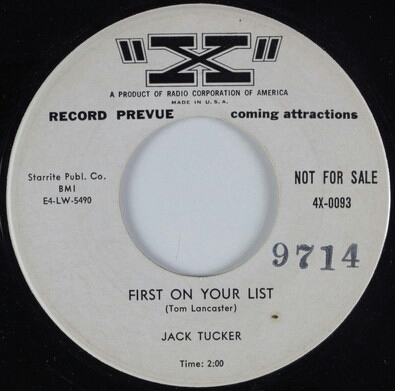 "X"
A PRODUCT OF RADIO CORPORATION OF AMERICA
MADE IN U.S.A.
RECORD PREVUE coming attractions
Starrite Publ. Co.
BMI
E4-LW-5490
NOT FOR SALE
4X-0093
9714
FIRST ON YOUR LIST
(Tom Lancaster)
JACK TUCKER
Time: 2:00